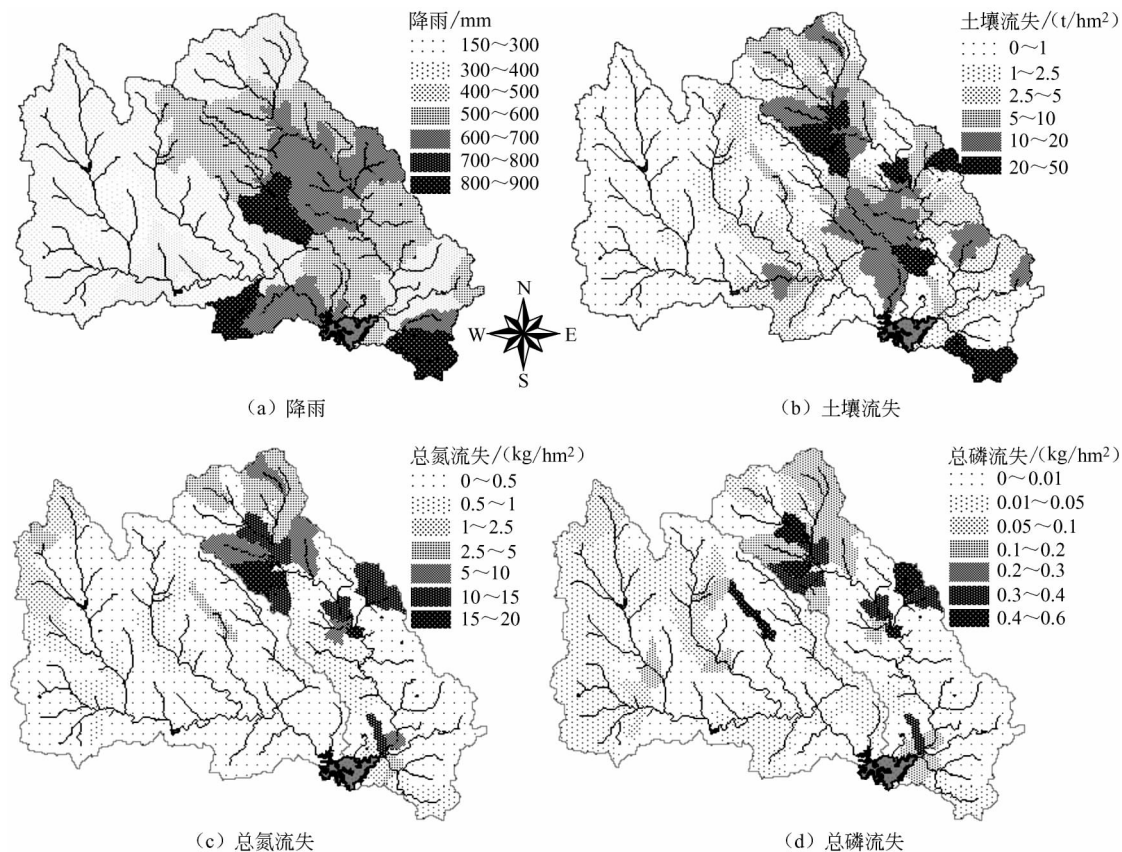 降雨/mm
150～300
300～400
400～500
500～600
600～700
700～800
800～900
N
W
E
S
(a) 降雨
土壤流失/(t/hm²)
0～1
1～2.5
2.5～5
5～10
10～20
20～50
(b) 土壤流失
总氮流失/(kg/hm²)
0～0.5
0.5～1
1～2.5
2.5～5
5～10
10～15
15～20
(c) 总氮流失
总磷流失/(kg/hm²)
0～0.01
0.01～0.05
0.05～0.1
0.1～0.2
0.2～0.3
0.3～0.4
0.4～0.6
(d) 总磷流失